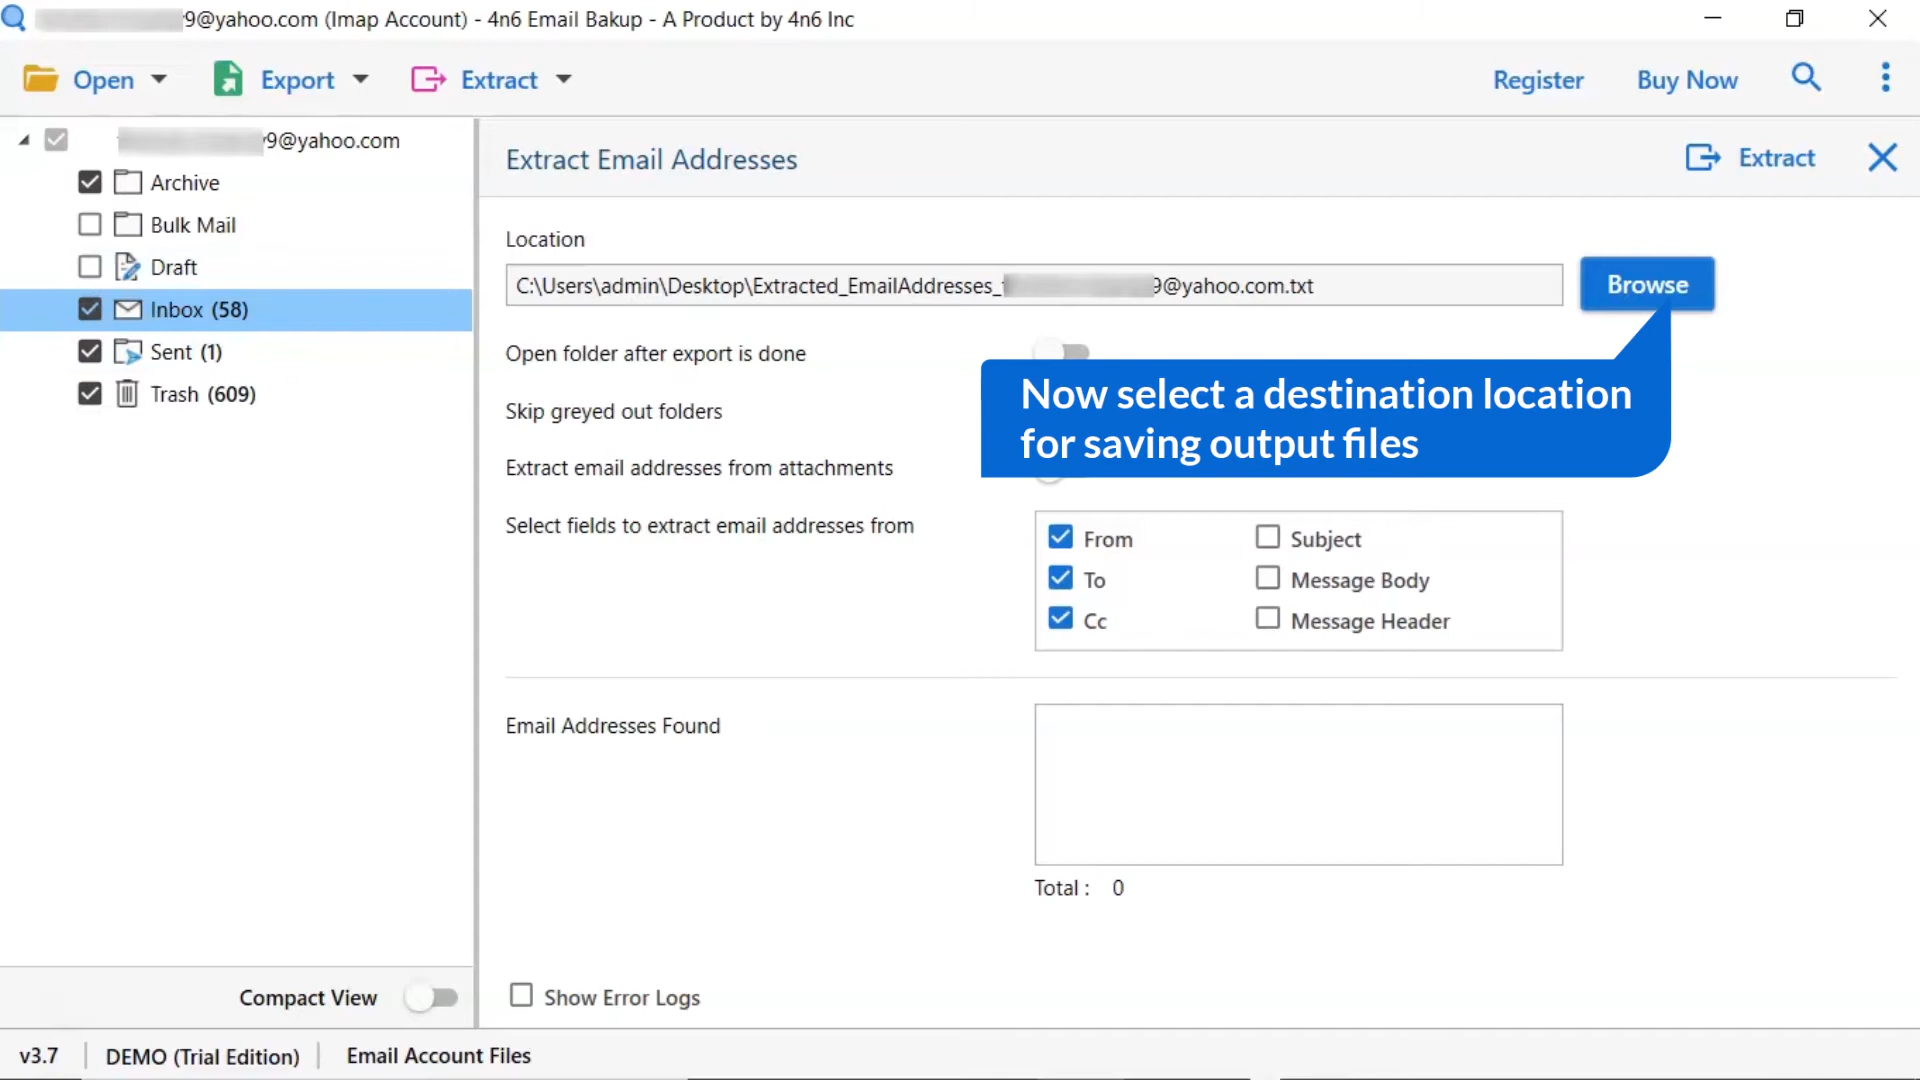 9@yahoo.com (Imap Account) - 4n6 Email Bakup - A Product by 4n6 Inc
Open Export Extract Register Buy Now
9@yahoo.com
Archive
Bulk Mail
Draft
Inbox (58)
Sent (1)
Trash (609)
Compact View
Extract Email Addresses Extract
Location
C:\Users\admin\Desktop\Extracted_EmailAddresses_ 9@yahoo.com.txt Browse
Open folder after export is done
Now select a destination location
for saving output files
Skip greyed out folders
Extract email addresses from attachments
Select fields to extract email addresses from
From Subject
To Message Body
Cc Message Header
Email Addresses Found
Total : 0
Show Error Logs
v3.7 DEMO (Trial Edition) Email Account Files